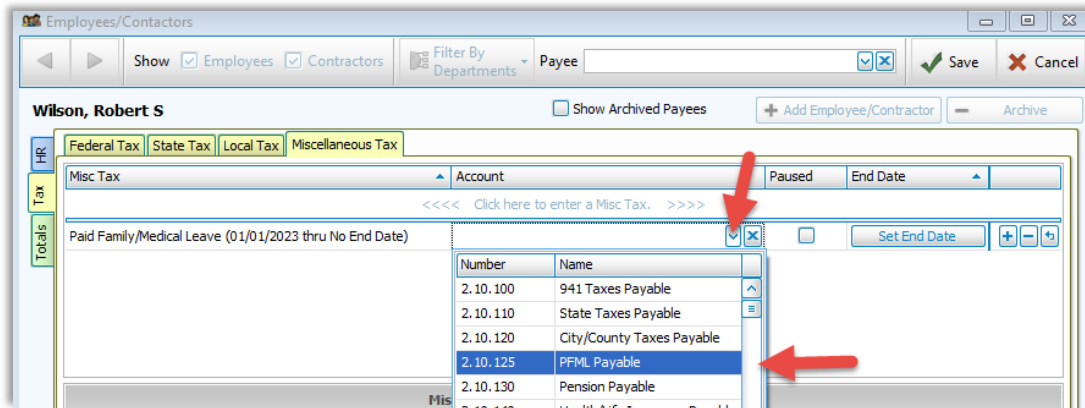 Employees/Contactors
Show Employees Contractors Filter By Departments Payee Save Cancel
Wilson, Robert S Show Archived Payees Add Employee/Contractor Archive
HR
Tax
Totals
Federal Tax State Tax Local Tax Miscellaneous Tax
Misc Tax Account Paused End Date
<<<< Click here to enter a Misc Tax. >>>>
Paid Family/Medical Leave (01/01/2023 thru No End Date) Set End Date
Number Name
2.10.100 941 Taxes Payable
2.10.110 State Taxes Payable
2.10.120 City/County Taxes Payable
2.10.125 PFML Payable
2.10.130 Pension Payable
Mis